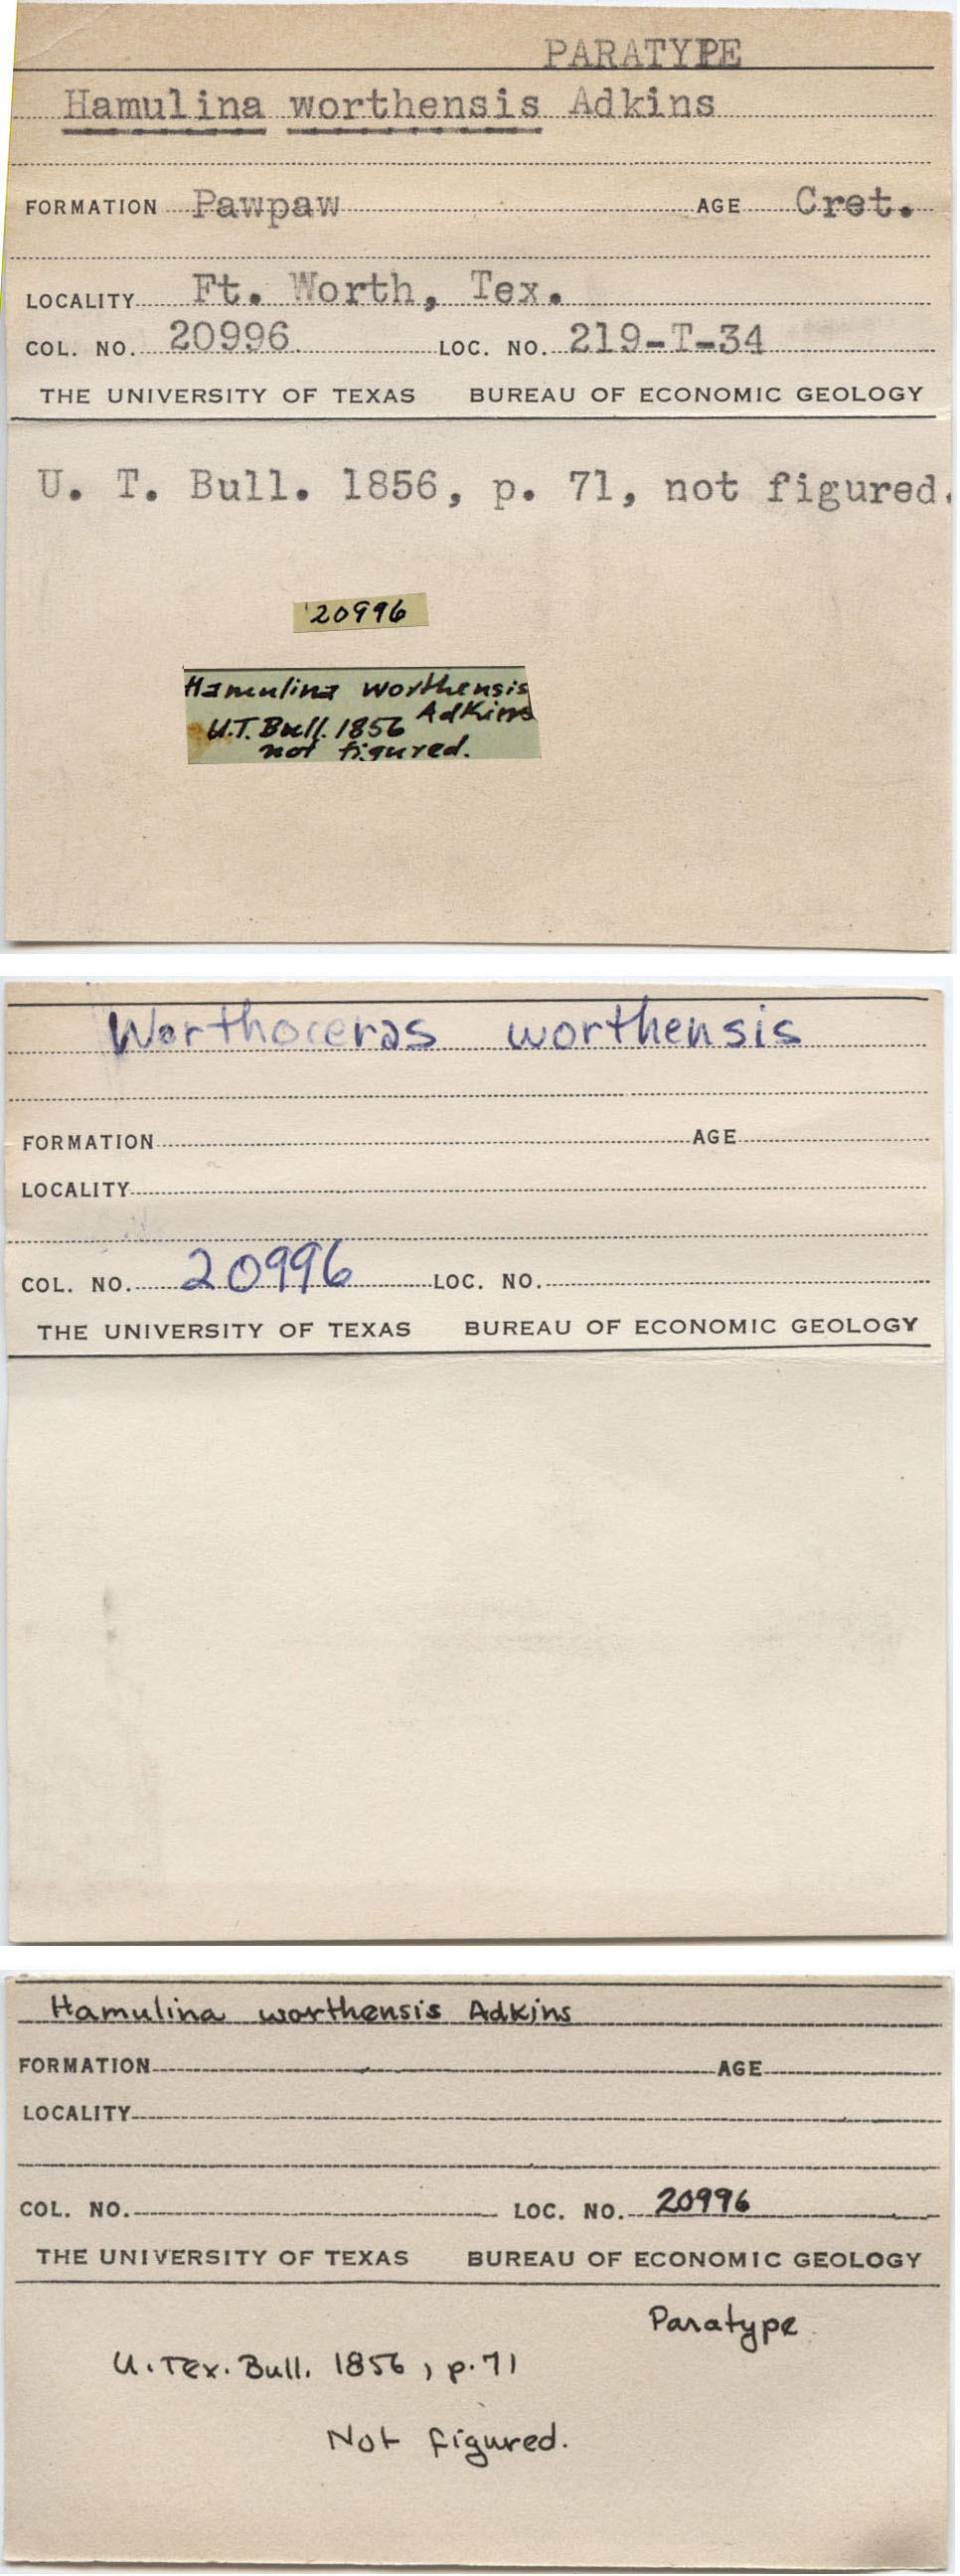 PARATYPE
Hamulina worthensis Adkins
FORMATION Pawpaw AGE Cret.
LOCALITY Ft. Worth, Tex.
COL. NO. 20996 LOC. NO. 219-T-34
THE UNIVERSITY OF TEXAS BUREAU OF ECONOMIC GEOLOGY
U. T. Bull. 1856, p. 71, not figured.
20996
Hamulina worthensis
Adkins
U.T. Bull. 1856
not figured.
Worthoceras worthensis
FORMATION AGE
LOCALITY
COL. NO. 20996 LOC. NO.
THE UNIVERSITY OF TEXAS BUREAU OF ECONOMIC GEOLOGY
Hamulina worthensis Adkins
FORMATION AGE
LOCALITY
COL. NO. LOC. NO. 20996
THE UNIVERSITY OF TEXAS BUREAU OF ECONOMIC GEOLOGY
Paratype
U. Tex. Bull. 1856, p. 71
Not figured.